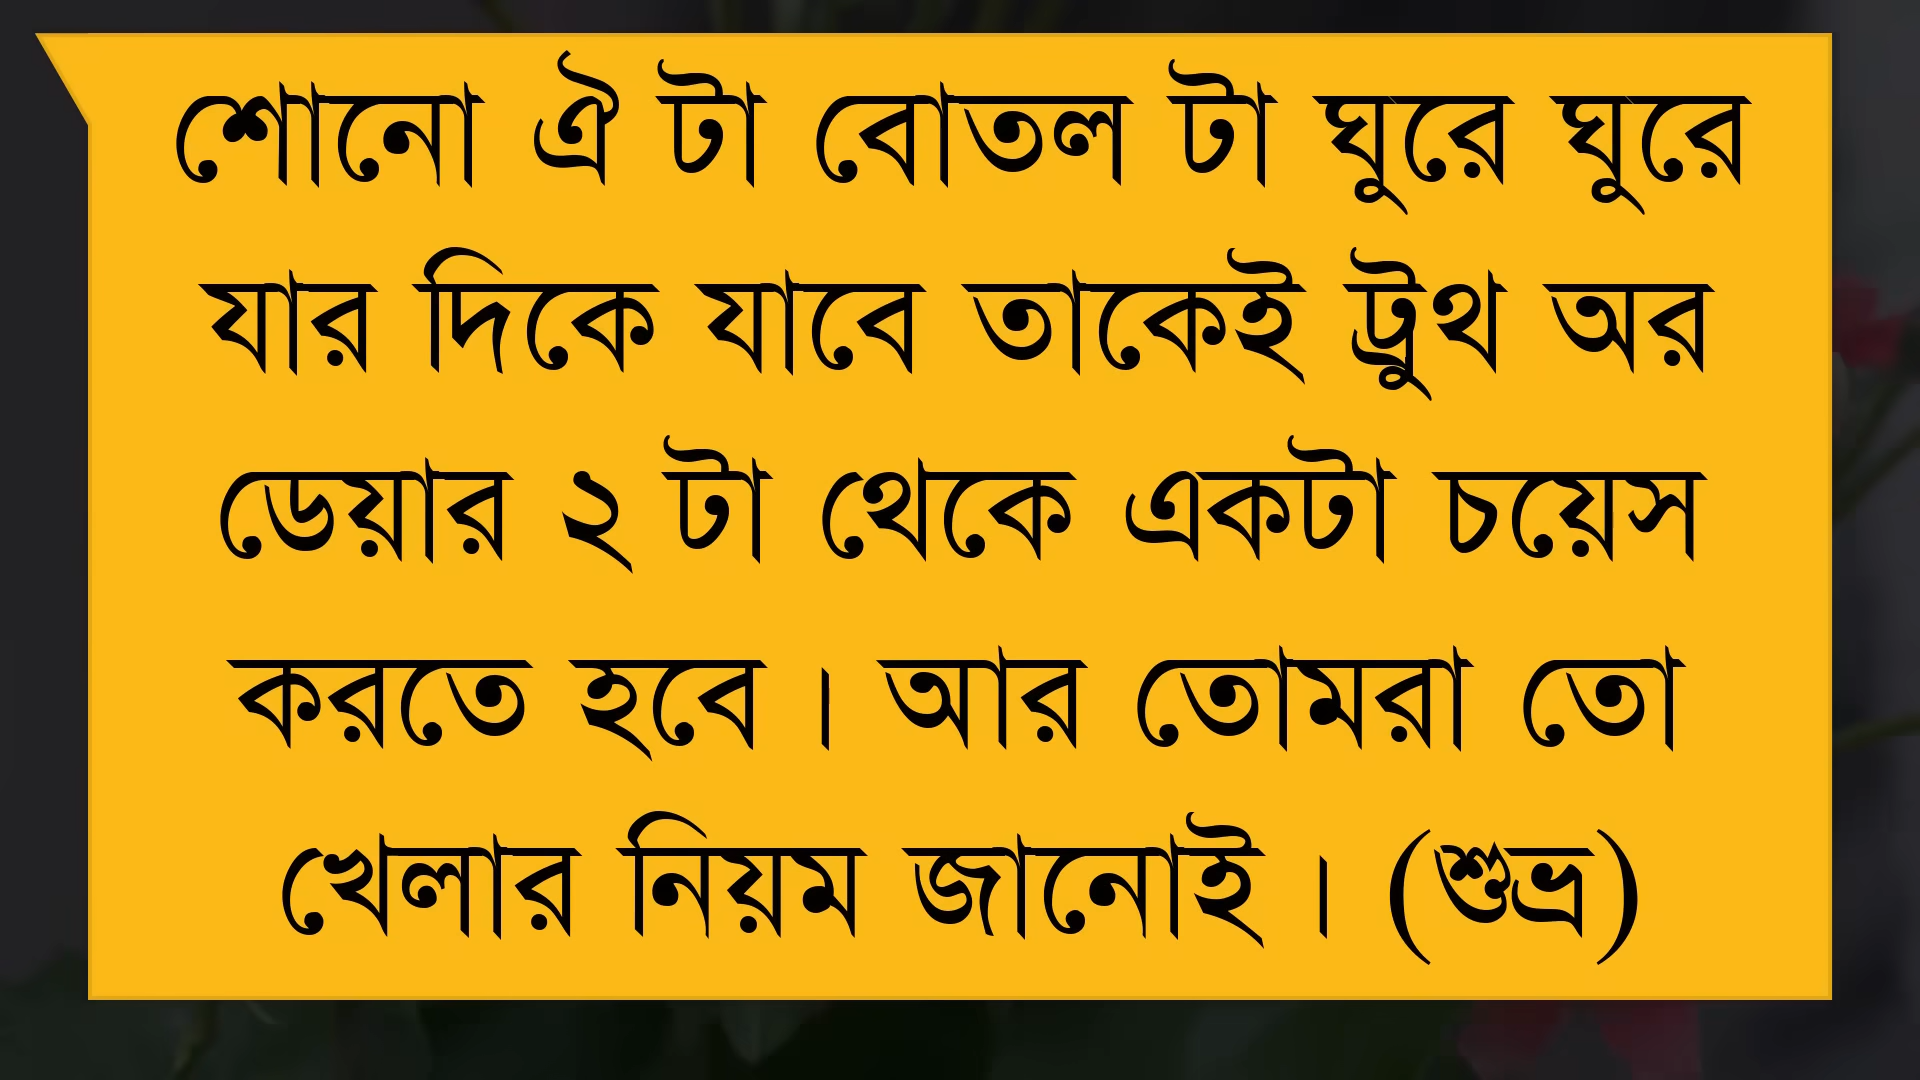 শোনো ঐ টা বোতল টা ঘুরে ঘুরে
যার দিকে যাবে তাকেই ট্রুথ অর
ডেয়ার ২ টা থেকে একটা চয়েস
করতে হবে । আর তোমরা তো
খেলার নিয়ম জানোই । (শুভ্র)